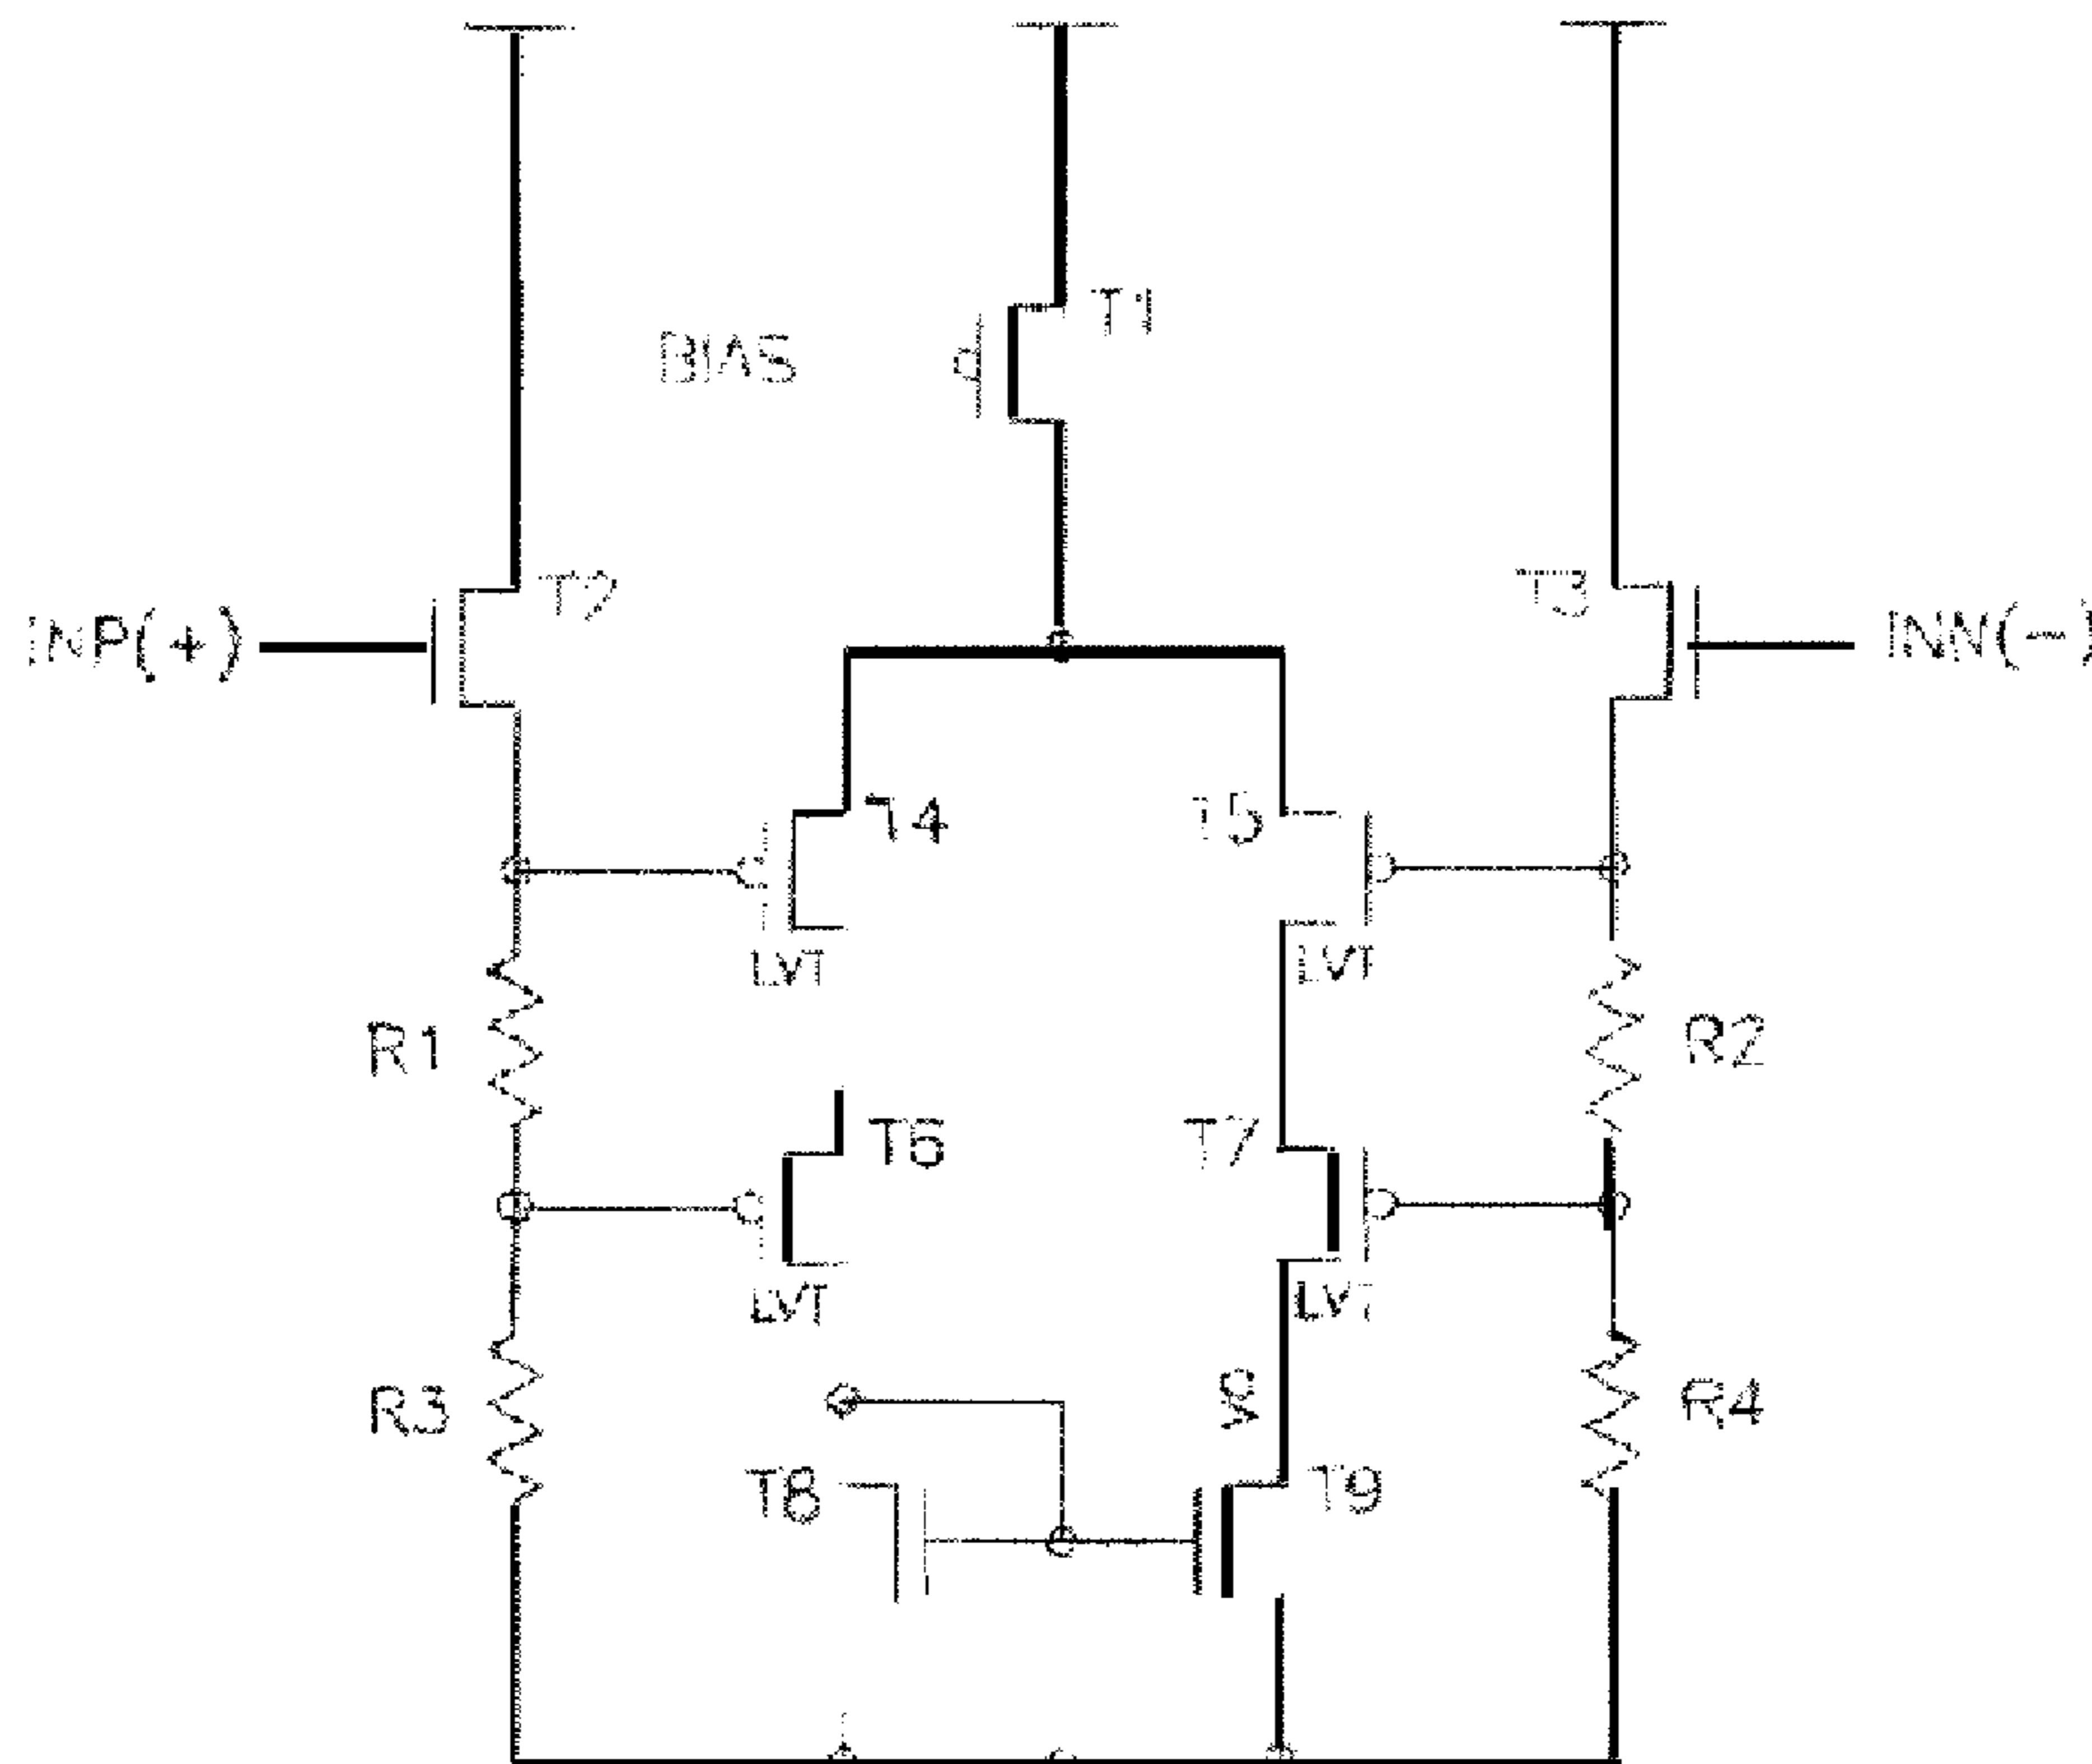 T1
BIAS
T2
T3
INP(+)
INN(-)
T4
T5
LVT
LVT
R1
R2
T6
T7
LVT
LVT
R3
R4
T8
T9